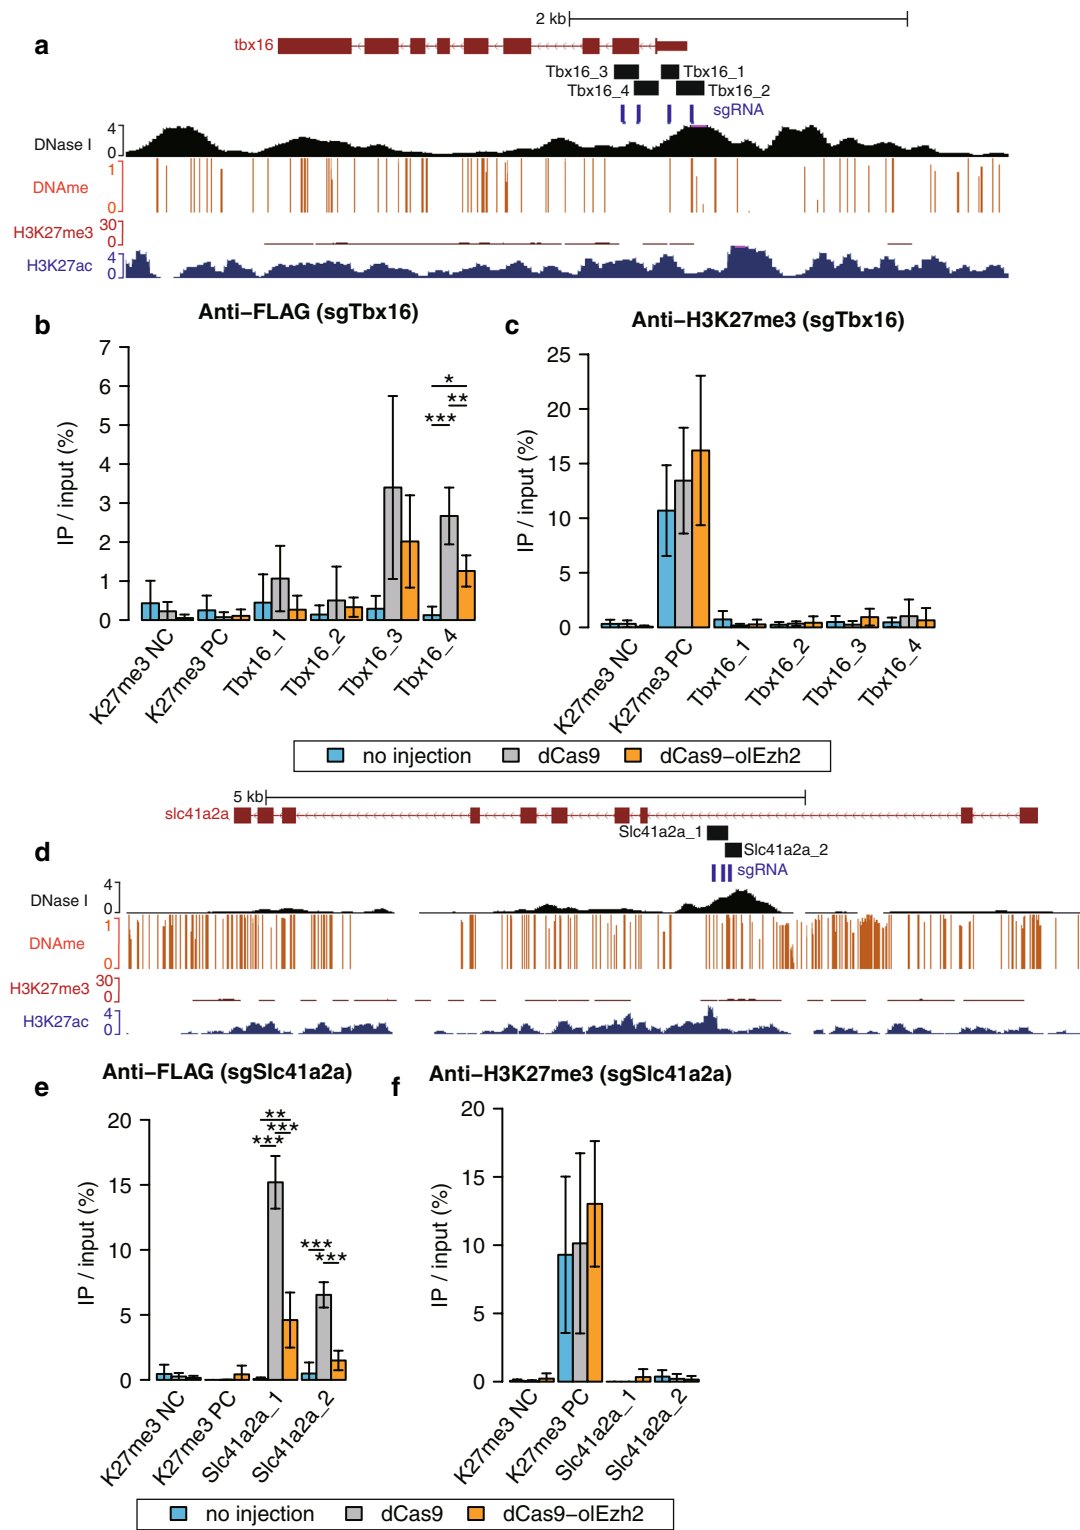 a
2 kb
tbx16
Tbx16_3
Tbx16_1
Tbx16_4
Tbx16_2
sgRNA
DNase I
4
0
DNAme
1
0
H3K27me3
30
0
H3K27ac
4
0
b
Anti–FLAG (sgTbx16)
IP / input (%)
7
6
5
4
3
2
1
0
*
**
***
K27me3 NC
K27me3 PC
Tbx16_1
Tbx16_2
Tbx16_3
Tbx16_4
c
Anti–H3K27me3 (sgTbx16)
IP / input (%)
25
20
15
10
5
0
K27me3 NC
K27me3 PC
Tbx16_1
Tbx16_2
Tbx16_3
Tbx16_4
no injection dCas9 dCas9–olEzh2
d
5 kb
slc41a2a
Slc41a2a_1
Slc41a2a_2
sgRNA
DNase I
4
0
DNAme
1
0
H3K27me3
30
0
H3K27ac
4
0
e
Anti–FLAG (sgSlc41a2a)
IP / input (%)
20
15
10
5
0
**
***
***
***
***
K27me3 NC
K27me3 PC
Slc41a2a_1
Slc41a2a_2
f
Anti–H3K27me3 (sgSlc41a2a)
IP / input (%)
20
15
10
5
0
K27me3 NC
K27me3 PC
Slc41a2a_1
Slc41a2a_2
no injection dCas9 dCas9–olEzh2